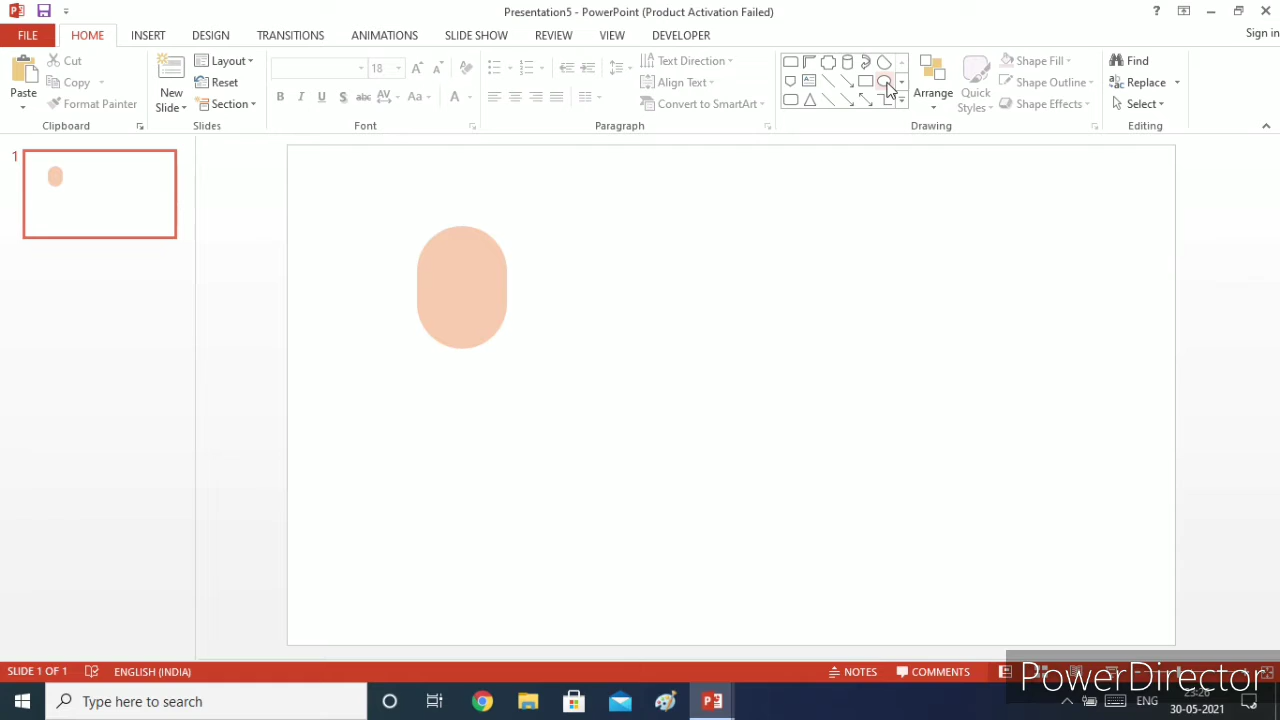 Presentation5 - PowerPoint (Product Activation Failed)
FILE HOME INSERT DESIGN TRANSITIONS ANIMATIONS SLIDE SHOW REVIEW VIEW DEVELOPER Sign in
Paste
Cut
Copy
Format Painter
Clipboard
New
Slide
Layout
Reset
Section
Slides
18
B I U S abc AV Aa A
Font
Text Direction
Align Text
Convert to SmartArt
Paragraph
Arrange
Quick
Styles
Shape Fill
Shape Outline
Shape Effects
Drawing
Find
Replace
Select
Editing
1
SLIDE 1 OF 1 ENGLISH (INDIA) NOTES COMMENTS
PowerDirector
Type here to search
ENG
30-05-2021